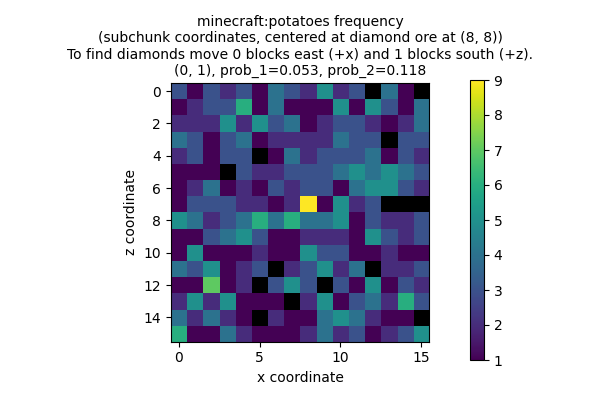 minecraft:potatoes frequency
(subchunk coordinates, centered at diamond ore at (8, 8))
To find diamonds move 0 blocks east (+x) and 1 blocks south (+z).
(0, 1), prob_1=0.053, prob_2=0.118
0
2
4
6
8
10
12
14
z coordinate
0 5 10 15
x coordinate
9
8
7
6
5
4
3
2
1